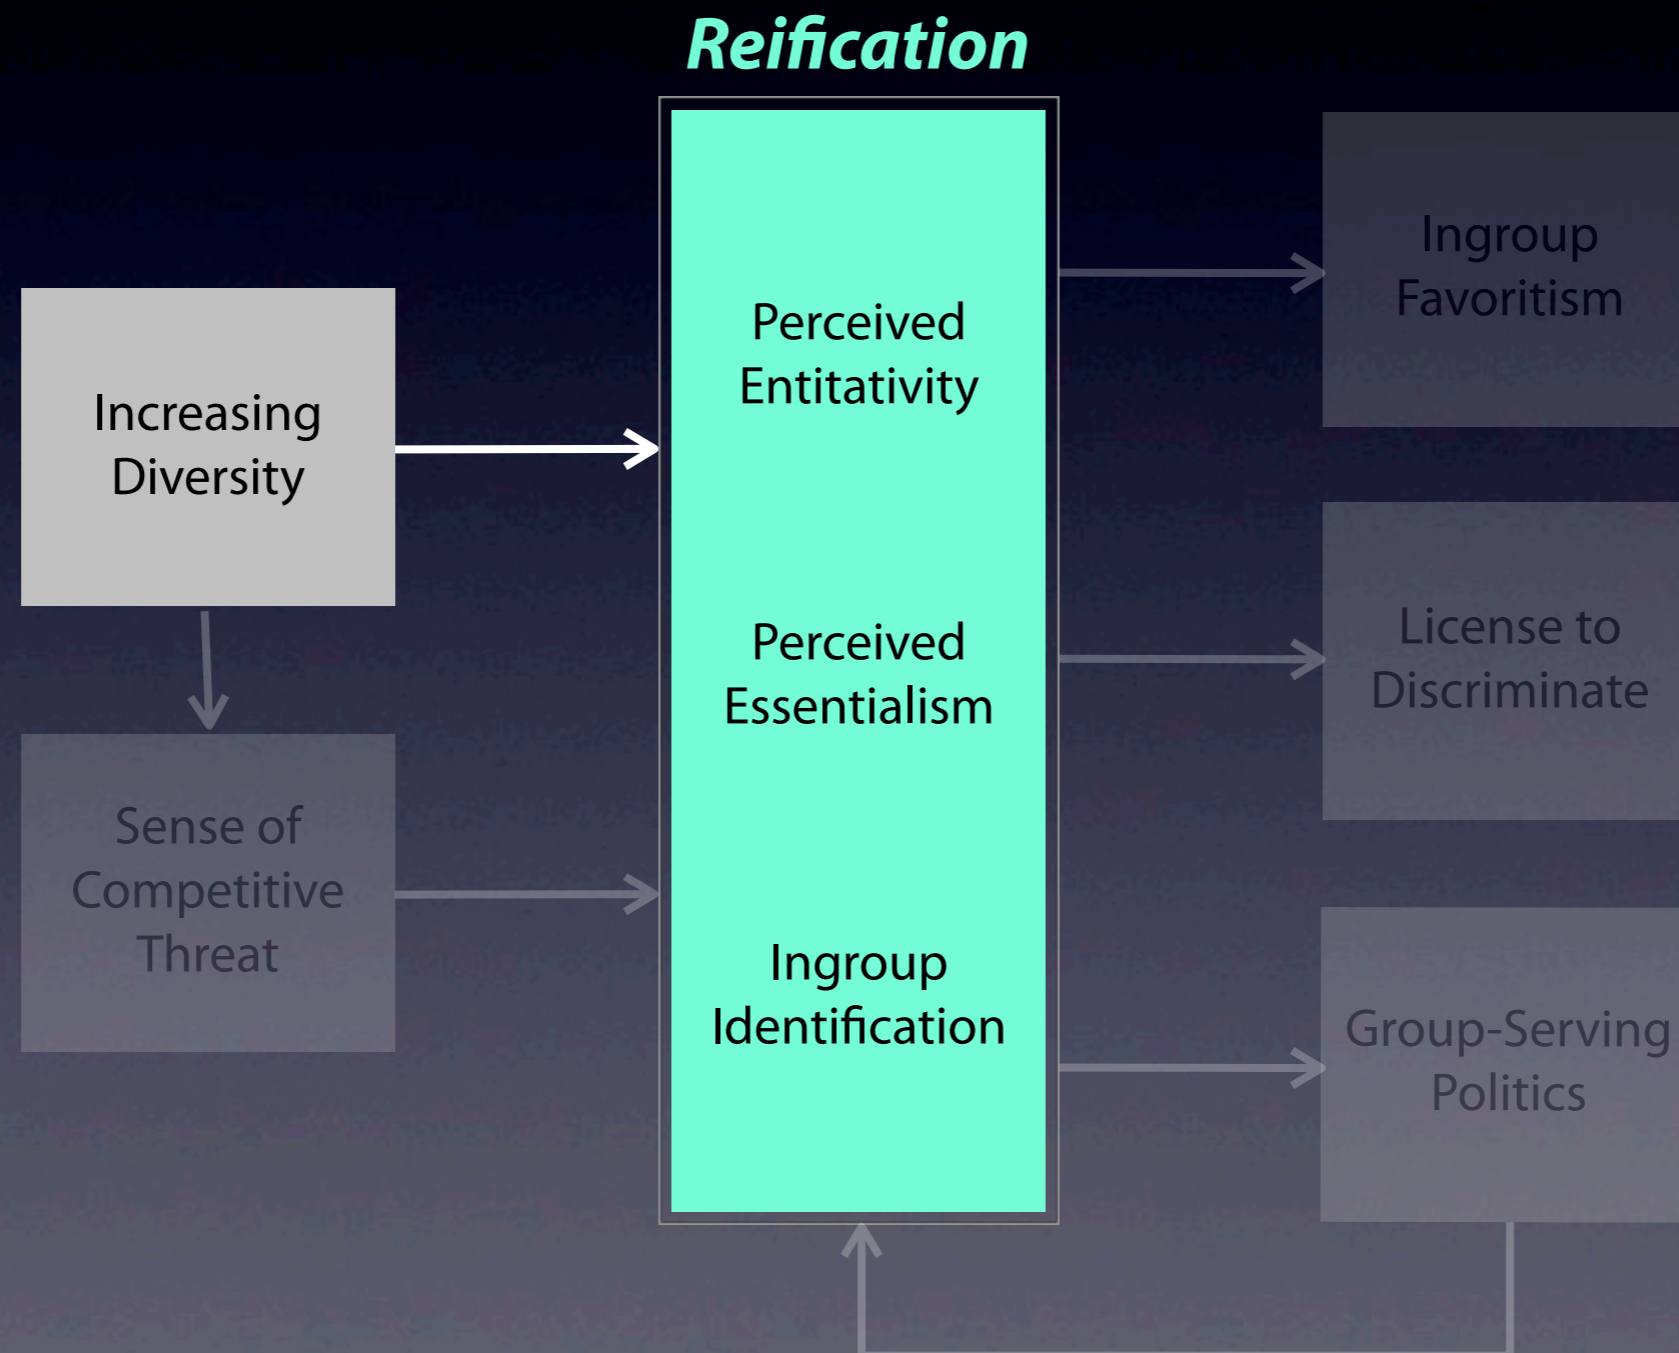 Reification
Increasing
Diversity
Sense of
Competitive
Threat
Perceived
Entitativity
Perceived
Essentialism
Ingroup
Identification
Ingroup
Favoritism
License to
Discriminate
Group-Serving
Politics